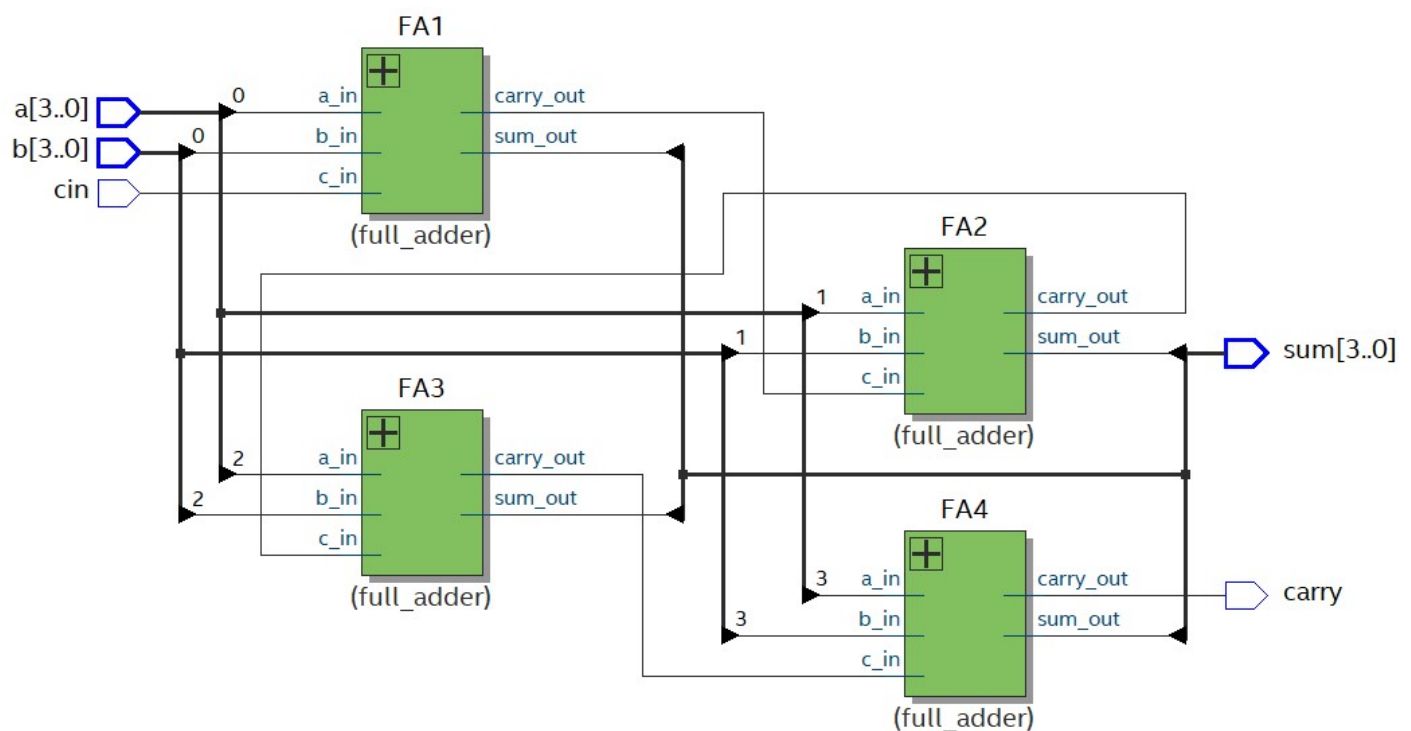 FA1
a[3..0]
0
a_in
carry_out
b[3..0]
0
b_in
sum_out
cin
c_in
(full_adder)
FA2
1
a_in
carry_out
1
b_in
sum_out
sum[3..0]
c_in
(full_adder)
FA3
2
a_in
carry_out
2
b_in
sum_out
c_in
(full_adder)
FA4
3
a_in
carry_out
carry
3
b_in
sum_out
c_in
(full_adder)